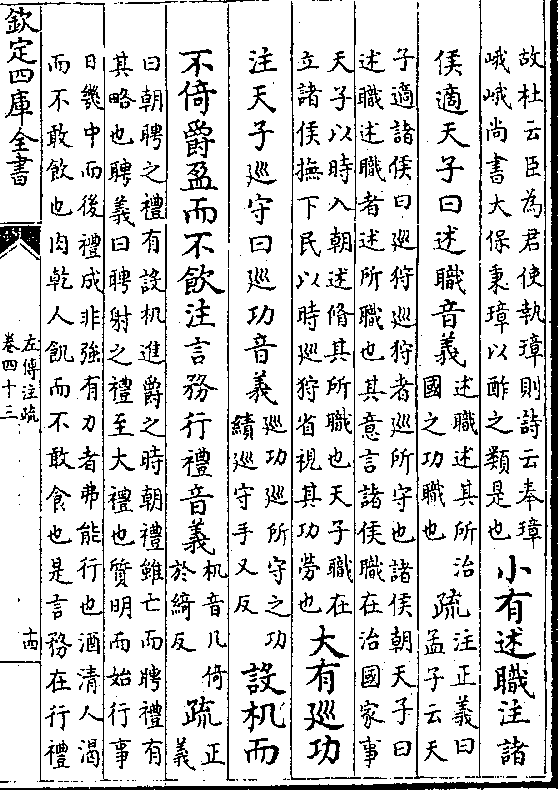 故杜云臣為君使執璋則詩云奉璋
峨峨尚書大保秉璋以酢之類是也
小有述職注諸
侯適天子曰述職音義
述職述其所治
國之功職也
疏
注正義曰
孟子云天
子適諸侯曰廵狩廵狩者廵所守也諸侯朝天子曰
述職述職者述所職也其意言諸侯職在治國家事
天子以時入朝述脩其所職也天子職在
立諸侯撫下民以時廵狩省視其功勞也
大有廵功
注天子廵守曰廵功音義
廵功廵所守之功
績廵守手又反
設机而
不倚爵盈而不飲注言務行禮音義
机音几倚
於綺反
疏
正
義
曰朝聘之禮有設机進爵之時朝禮雖亡而聘禮有
其略也聘義曰聘射之禮至大禮也質明而始行事
日幾中而後禮成非強有力者弗能行也酒清人渴
而不敢飲也肉乾人飢而不敢食也是言務在行禮
欽定四庫全書
左傳注疏
卷四十三
十四